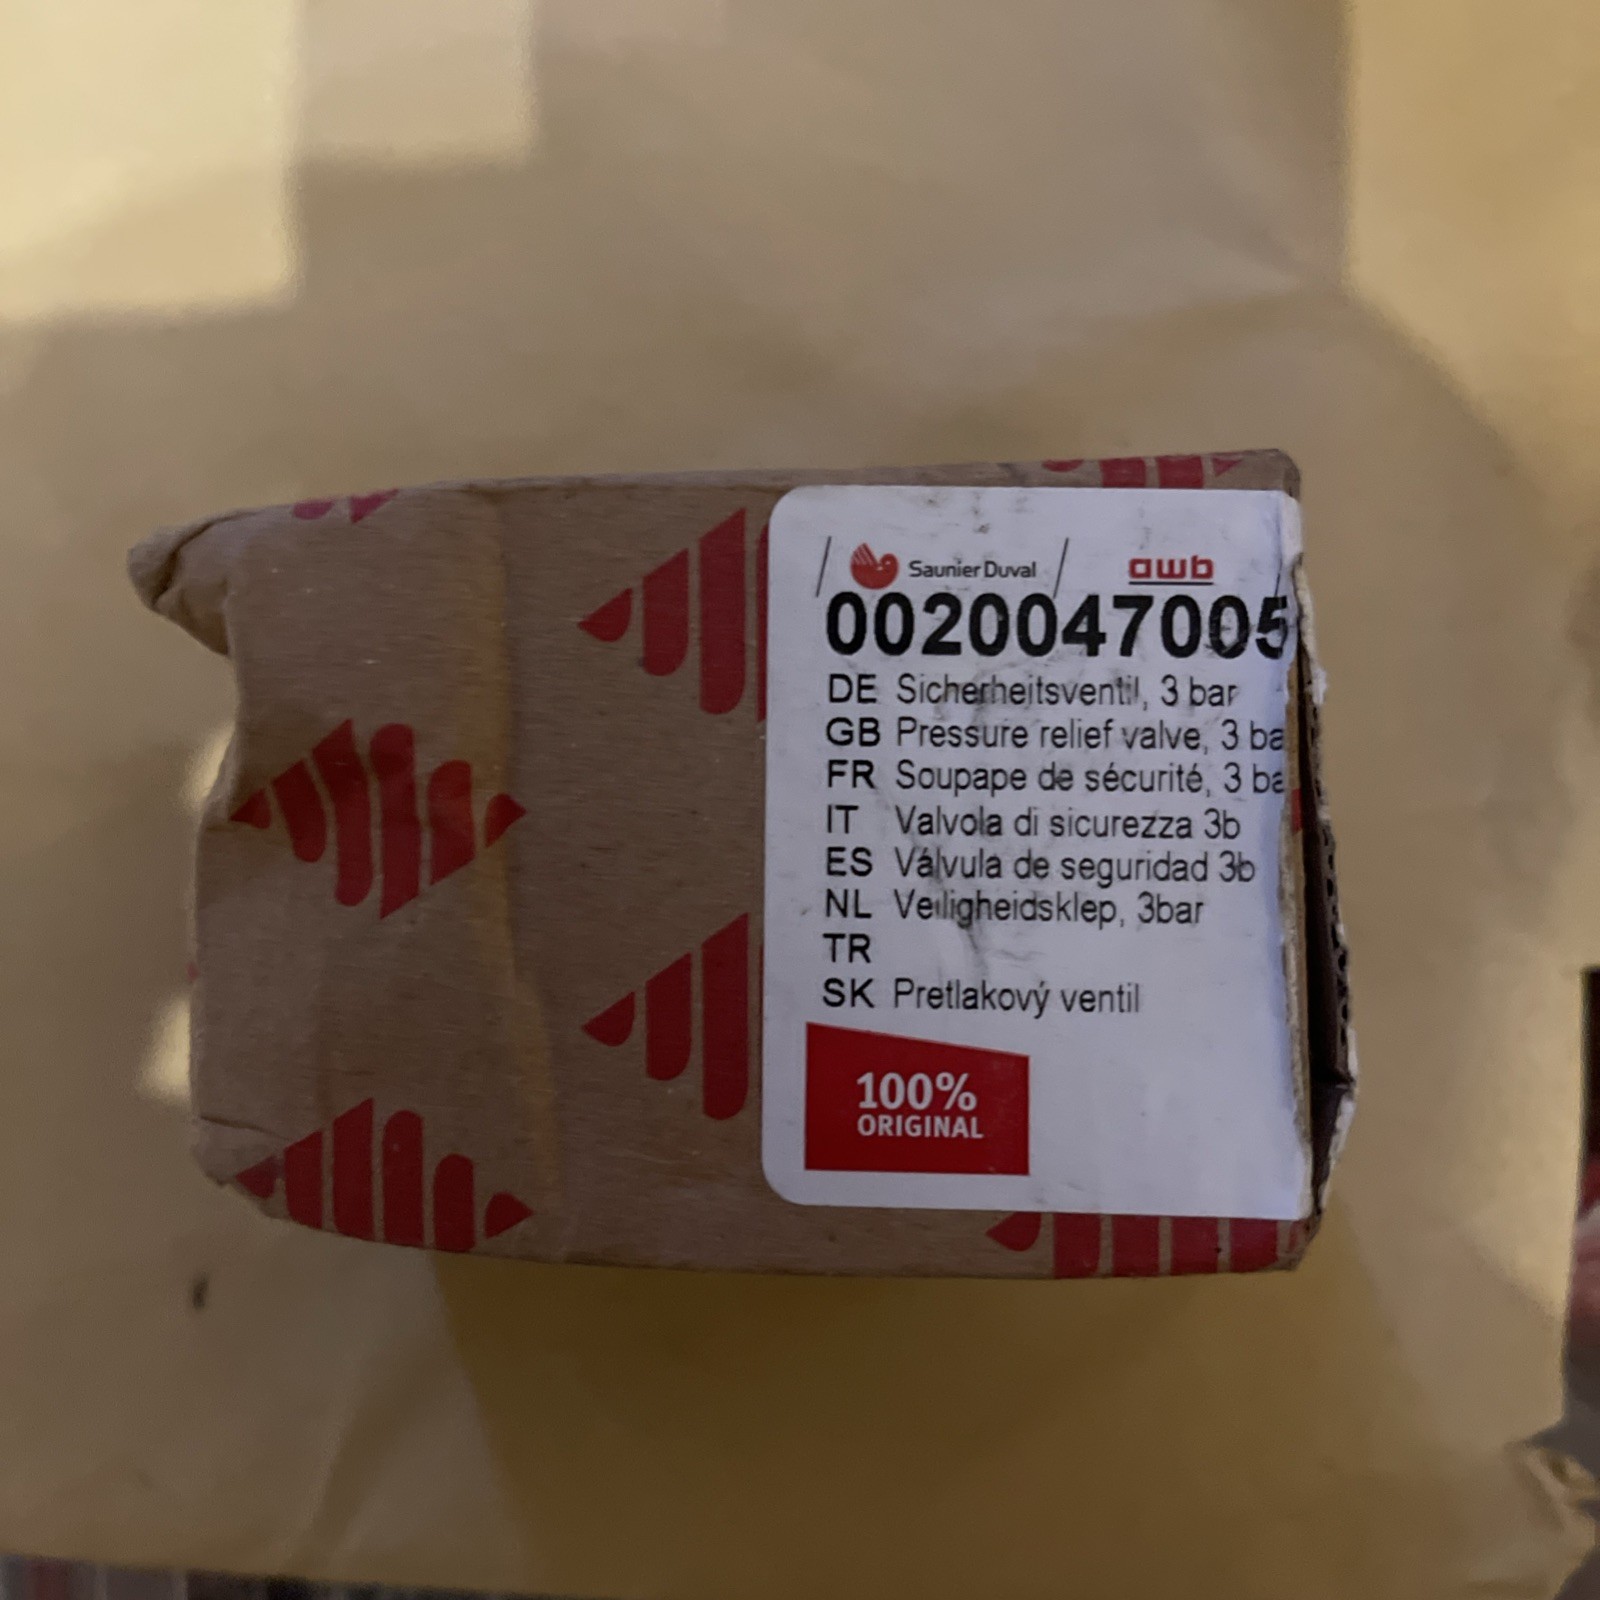 Saunier Duval awb
0020047005
DE Sicherheitsventil, 3 bar
GB Pressure relief valve, 3 ba
FR Soupape de sécurité, 3 ba
IT Valvola di sicurezza 3b
ES Válvula de seguridad 3b
NL Veiligheidsklep, 3bar
TR
SK Pretlakový ventil
100%
ORIGINAL